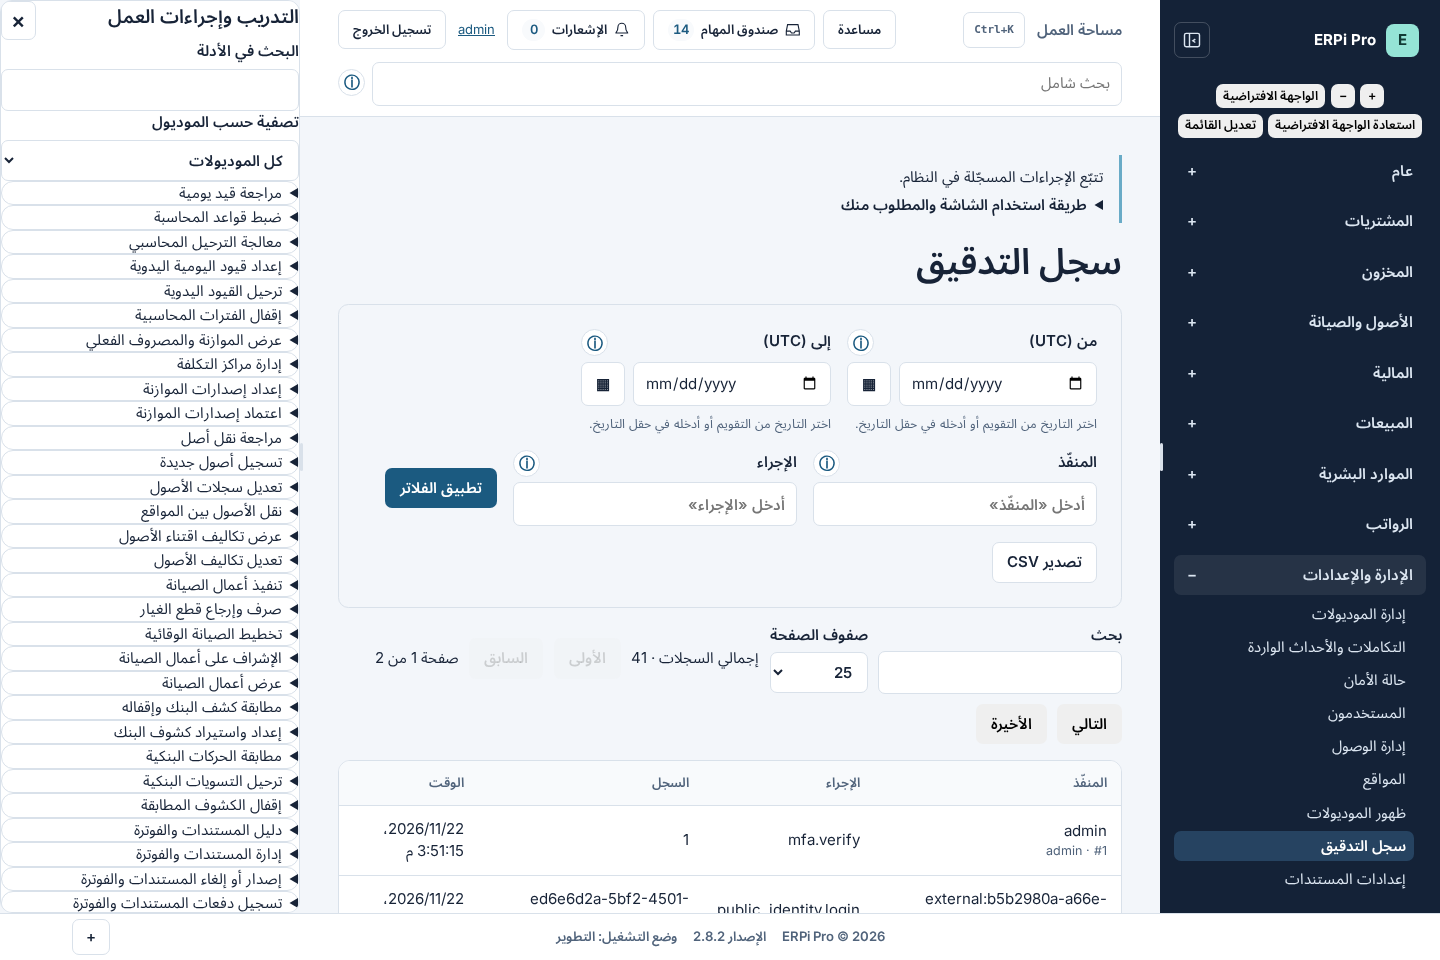 E
ERPi Pro
+
−
الواجهة الافتراضية
استعادة الواجهة الافتراضية
تعديل القائمة
عام
+
المشتريات
+
المخزون
+
الأصول والصيانة
+
المالية
+
المبيعات
+
الموارد البشرية
+
الرواتب
+
الإدارة والإعدادات
−
إدارة الموديولات
التكاملات والأحداث الواردة
حالة الأمان
المستخدمون
إدارة الوصول
المواقع
ظهور الموديولات
سجل التدقيق
إعدادات المستندات
مساحة العمل
Ctrl+K
مساعدة
صندوق المهام 14
الإشعارات 0
admin
تسجيل الخروج
بحث شامل
تتبّع الإجراءات المسجّلة في النظام.
طريقة استخدام الشاشة والمطلوب منك
سجل التدقيق
من (UTC)
mm/dd/yyyy
اختر التاريخ من التقويم أو أدخله في حقل التاريخ.
إلى (UTC)
mm/dd/yyyy
اختر التاريخ من التقويم أو أدخله في حقل التاريخ.
المنفّذ
أدخل «المنفّذ»
الإجراء
أدخل «الإجراء»
تطبيق الفلاتر
تصدير CSV
بحث
صفوف الصفحة
25
إجمالي السجلات · 41
الأولى
السابق
صفحة 1 من 2
التالي
الأخيرة
المنفّذ
الإجراء
السجل
الوقت
admin
admin · #1
mfa.verify
1
2026/11/22،
3:51:15 م
external:b5b2980a-a66e-
public_identity.login
ed6e6d2a-5bf2-4501-
2026/11/22،
التدريب وإجراءات العمل
×
البحث في الأدلة
تصفية حسب الموديول
كل الموديولات
مراجعة قيد يومية
ضبط قواعد المحاسبة
معالجة الترحيل المحاسبي
إعداد قيود اليومية اليدوية
ترحيل القيود اليدوية
إقفال الفترات المحاسبية
عرض الموازنة والمصروف الفعلي
إدارة مراكز التكلفة
إعداد إصدارات الموازنة
اعتماد إصدارات الموازنة
مراجعة نقل أصل
تسجيل أصول جديدة
تعديل سجلات الأصول
نقل الأصول بين المواقع
عرض تكاليف اقتناء الأصول
تعديل تكاليف الأصول
تنفيذ أعمال الصيانة
صرف وإرجاع قطع الغيار
تخطيط الصيانة الوقائية
الإشراف على أعمال الصيانة
عرض أعمال الصيانة
مطابقة كشف البنك وإقفاله
إعداد واستيراد كشوف البنك
مطابقة الحركات البنكية
ترحيل التسويات البنكية
إقفال الكشوف المطابقة
دليل المستندات والفوترة
إدارة المستندات والفوترة
إصدار أو إلغاء المستندات والفوترة
تسجيل دفعات المستندات والفوترة
ERPi Pro © 2026
الإصدار 2.8.2
وضع التشغيل: التطوير
+